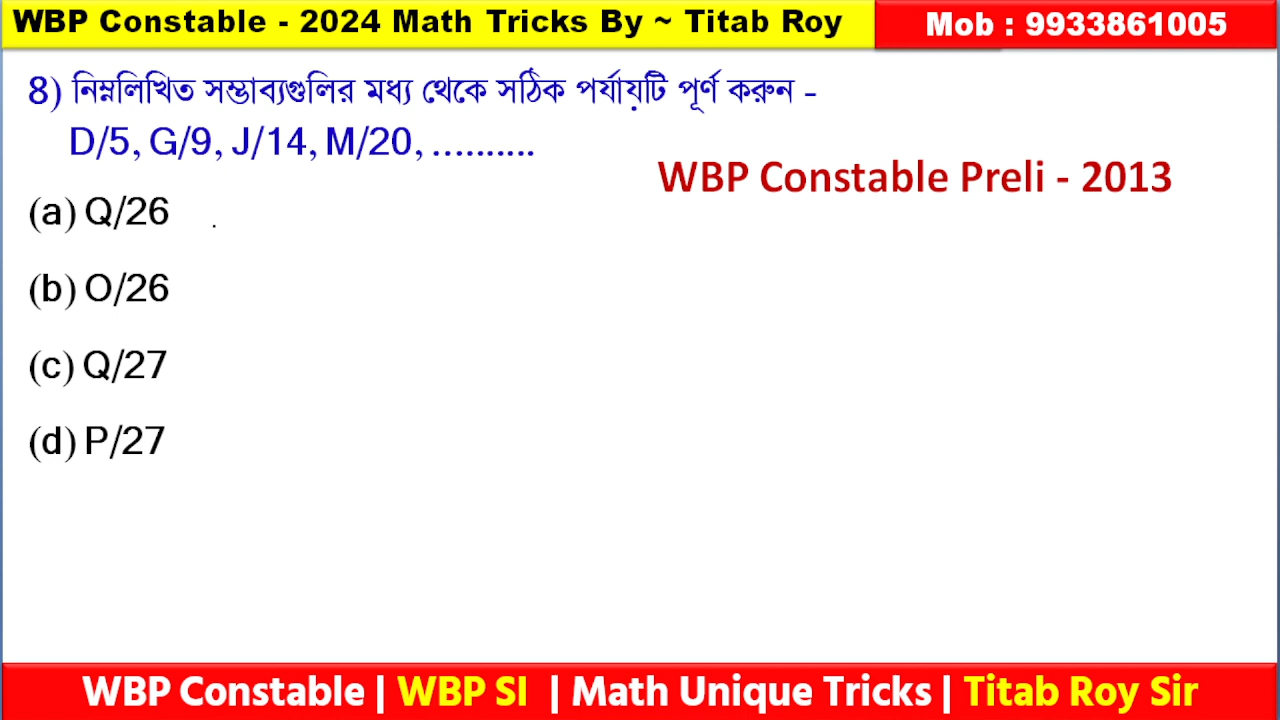 WBP Constable - 2024 Math Tricks By ~ Titab Roy
Mob : 9933861005
8) নিম্নলিখিত সম্ভাব্যগুলির মধ্য থেকে সঠিক পর্যায়টি পূর্ণ করুন -
D/5, G/9, J/14, M/20, ..........
WBP Constable Preli - 2013
(a) Q/26
(b) O/26
(c) Q/27
(d) P/27
WBP Constable | WBP SI | Math Unique Tricks | Titab Roy Sir